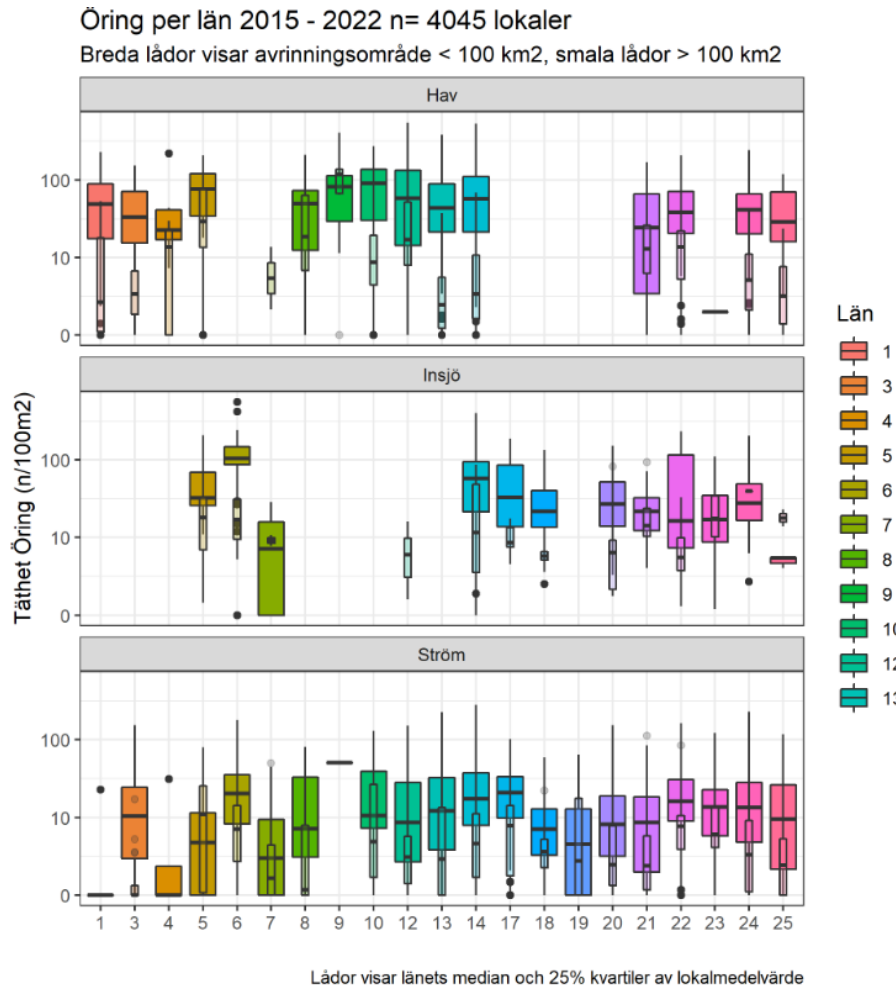 Öring per län 2015 - 2022 n= 4045 lokaler
Breda lådor visar avrinningsområde < 100 km2, smala lådor > 100 km2
Hav
100
10
0
Insjö
100
10
0
Ström
100
10
0
Täthet Öring (n/100m2)
1 3 4 5 6 7 8 9 10 12 13 14 17 18 19 20 21 22 23 24 25
Lådor visar länets median och 25% kvartiler av lokalmedelvärde
Län
1
3
4
5
6
7
8
9
10
12
13